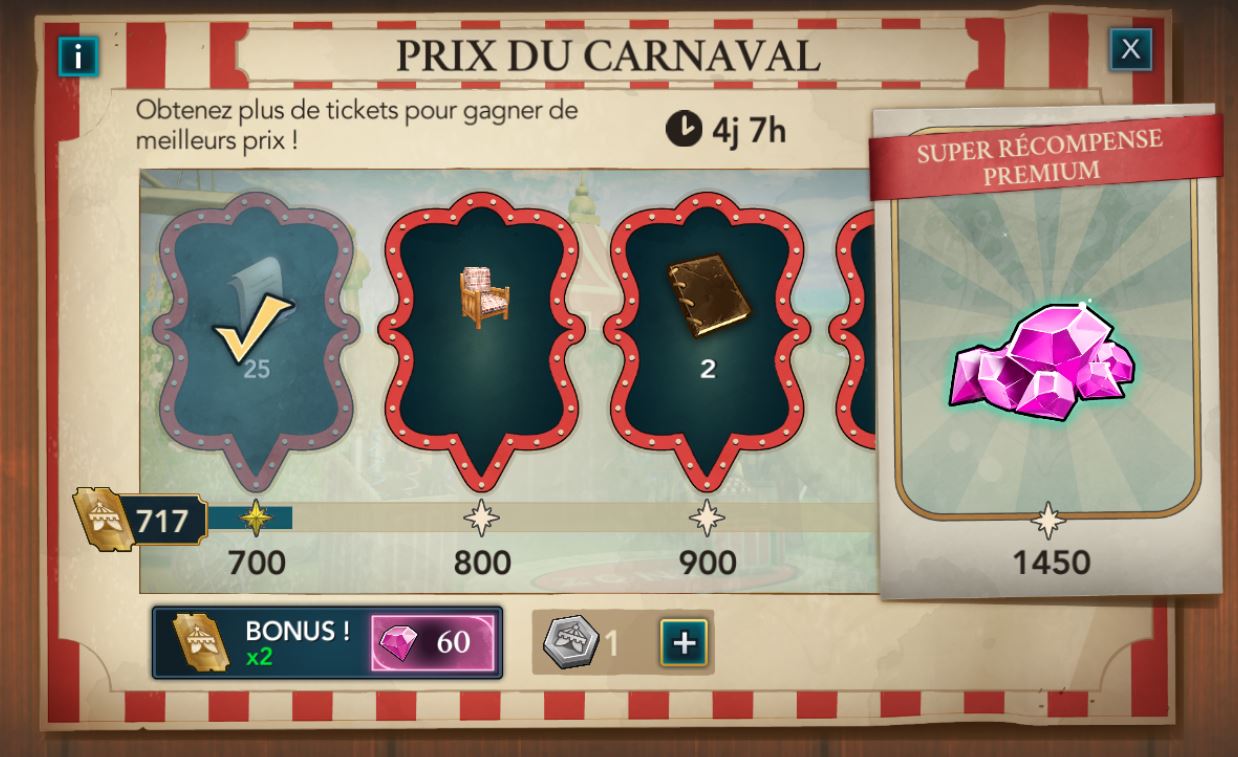 i
PRIX DU CARNAVAL
X
Obtenez plus de tickets pour gagner de
meilleurs prix !
4j 7h
SUPER RÉCOMPENSE
PREMIUM
25
2
717
700
800
900
1450
BONUS !
x2
60
1
+